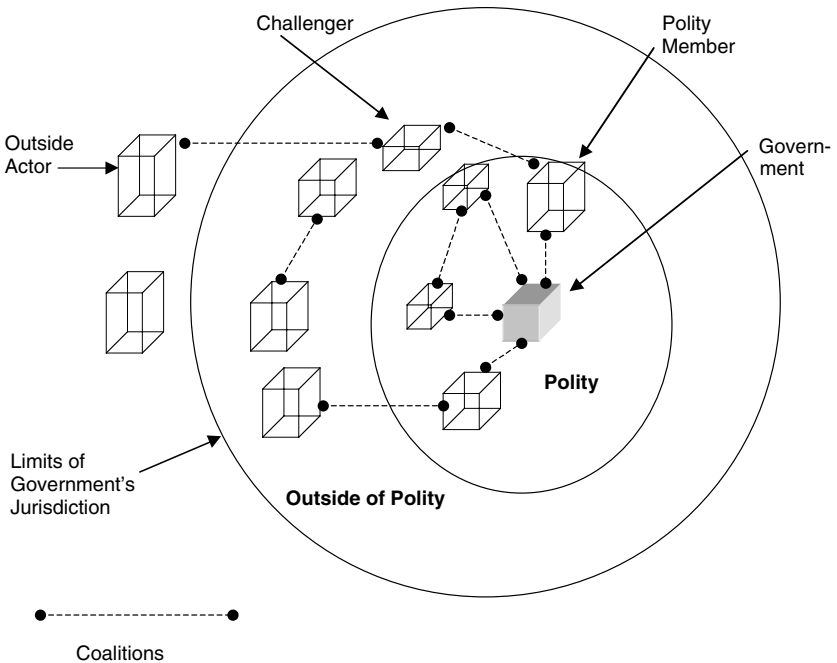 Challenger
Polity
Member
Outside
Actor
Govern-
ment
Polity
Limits of
Government's
Jurisdiction
Outside of Polity
Coalitions